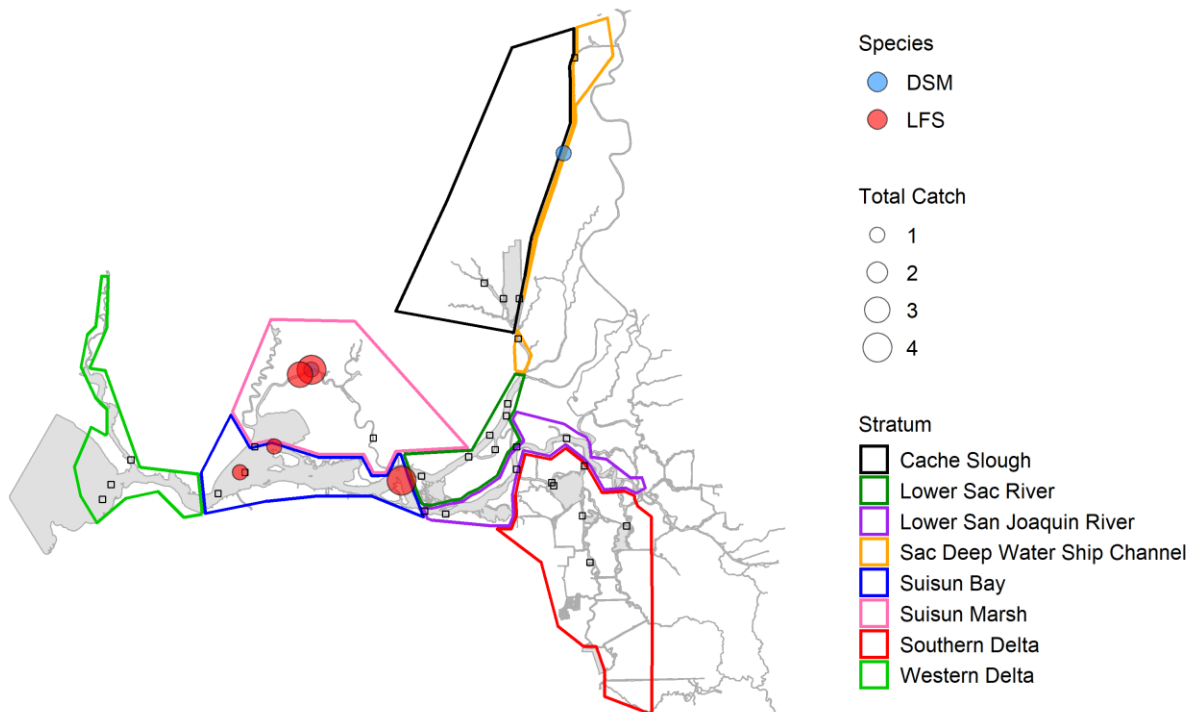 Species
DSM
LFS
Total Catch
1
2
3
4
Stratum
Cache Slough
Lower Sac River
Lower San Joaquin River
Sac Deep Water Ship Channel
Suisun Bay
Suisun Marsh
Southern Delta
Western Delta